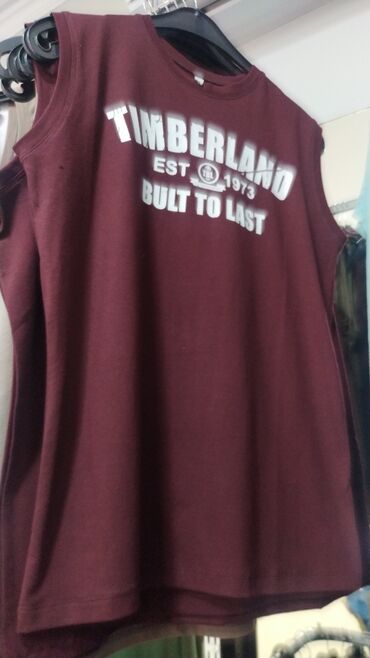 TIMBERLAND
EST 1973
BULT TO LAST